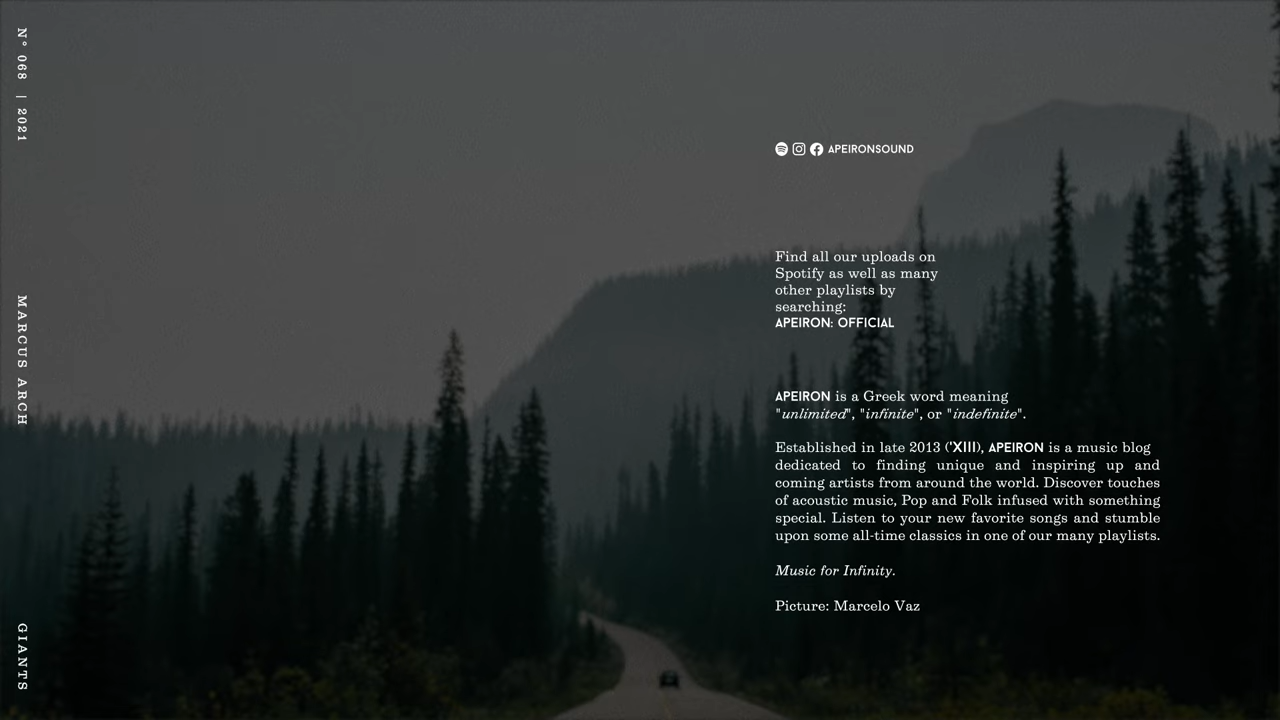 N° 068 | 2021
MARCUS ARCH
GIANTS
APEIRONSOUND
Find all our uploads on
Spotify as well as many
other playlists by
searching:
APEIRON: OFFICIAL
APEIRON is a Greek word meaning
"unlimited", "infinite", or "indefinite".
Established in late 2013 ('XIII), APEIRON is a music blog
dedicated to finding unique and inspiring up and
coming artists from around the world. Discover touches
of acoustic music, Pop and Folk infused with something
special. Listen to your new favorite songs and stumble
upon some all-time classics in one of our many playlists.
Music for Infinity.
Picture: Marcelo Vaz